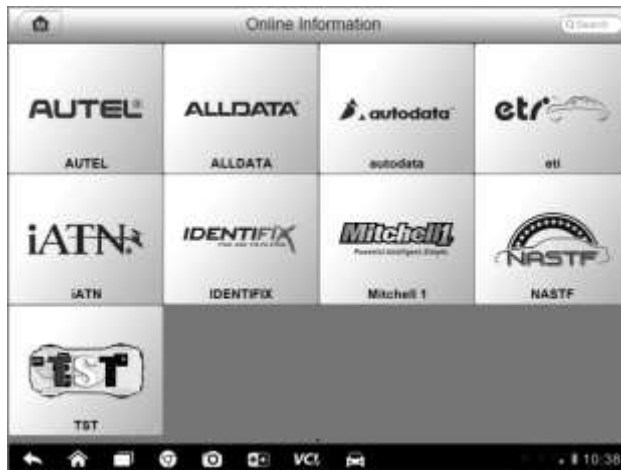 Online Information
Search
AUTEL®
ALLDATA
autodata
eti
AUTEL
ALLDATA
autodata
eti
iATN
IDENTIFIX
Mitchell1
NASTF
iATN
IDENTIFIX
Mitchell 1
NASTF
TST
TST
VCI
10:38